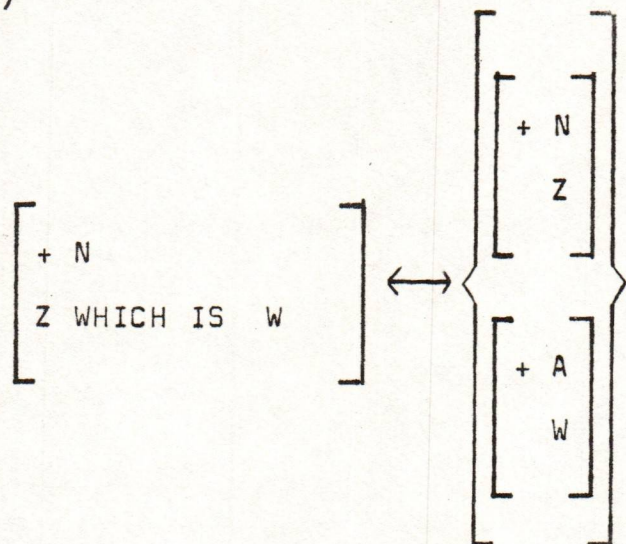 )
+ N
Z WHICH IS W
↔
+ N
Z
+ A
W